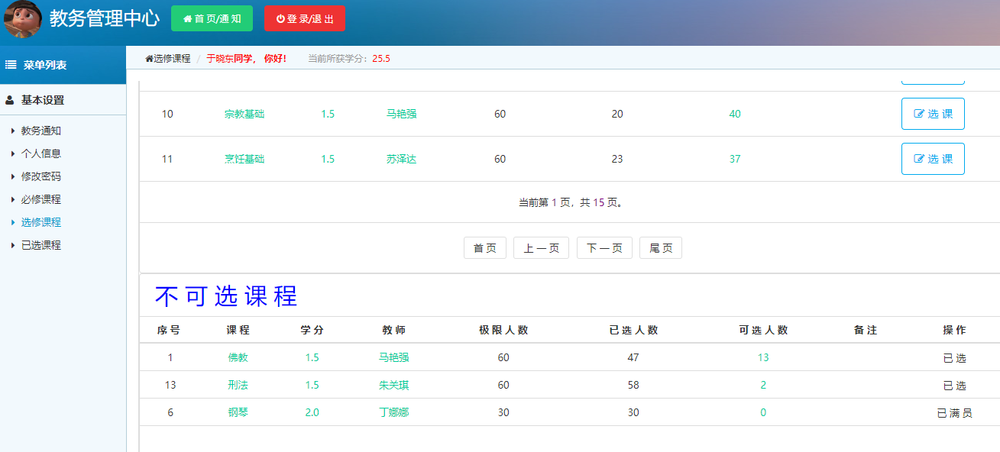 教务管理中心 首 页/通 知 登 录/退 出
菜单列表
选修课程 / 于晓东同学， 你好！ 当前所获学分：25.5
基本设置
教务通知
个人信息
修改密码
必修课程
选修课程
已选课程
10 宗教基础 1.5 马艳强 60 20 40 选 课
11 烹饪基础 1.5 苏泽达 60 23 37 选 课
当前第 1 页，共 15 页。
首 页 上 一 页 下 一 页 尾 页
不 可 选 课 程
序 号 课 程 学 分 教 师 极 限 人 数 已 选 人 数 可 选 人 数 备 注 操 作
1 佛教 1.5 马艳强 60 47 13 已 选
13 刑法 1.5 朱关琪 60 58 2 已 选
6 钢琴 2.0 丁娜娜 30 30 0 已 满 员